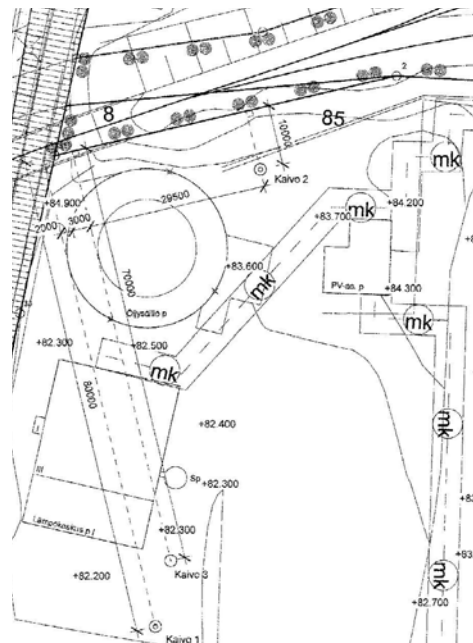 2
8
85
10000
Kaivo 2
mk
+84.900
29500
mk
+84.200
2000
3000
+83.700
+83.600
70000
mk
PV-as. p
+84.300
Öljysäiliö p
mk
+82.300
+82.500
mk
80000
+82.400
mk
Sp
+82.300
III
Lämpökeskus p I
+82.300
Kaivo 3
+82.200
mk
+82.700
Kaivo 1